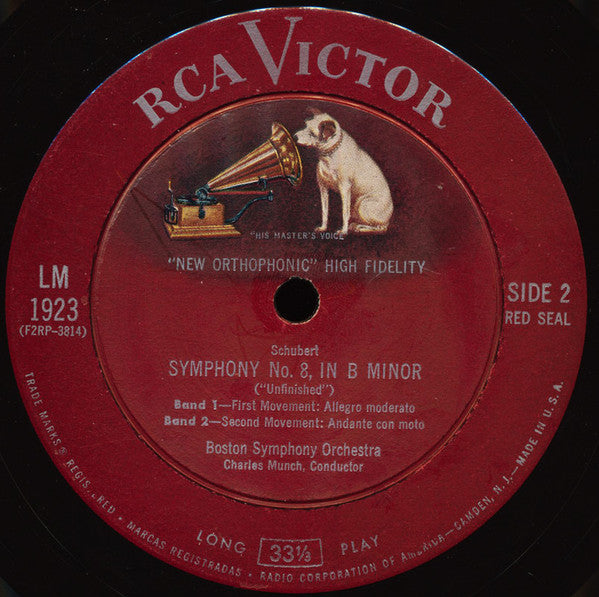 RCA VICTOR
"HIS MASTER'S VOICE"
"NEW ORTHOPHONIC" HIGH FIDELITY
LM
1923
(F2RP-3814)
SIDE 2
RED SEAL
Schubert
SYMPHONY No. 8, IN B MINOR
("Unfinished")
Band 1—First Movement: Allegro moderato
Band 2—Second Movement: Andante con moto
Boston Symphony Orchestra
Charles Munch, Conductor
LONG 33⅓ PLAY
TRADE MARKS ® REGISTERED • MARCAS REGISTRADAS • RADIO CORPORATION OF AMERICA—CAMDEN, N.J.—MADE IN U.S.A.